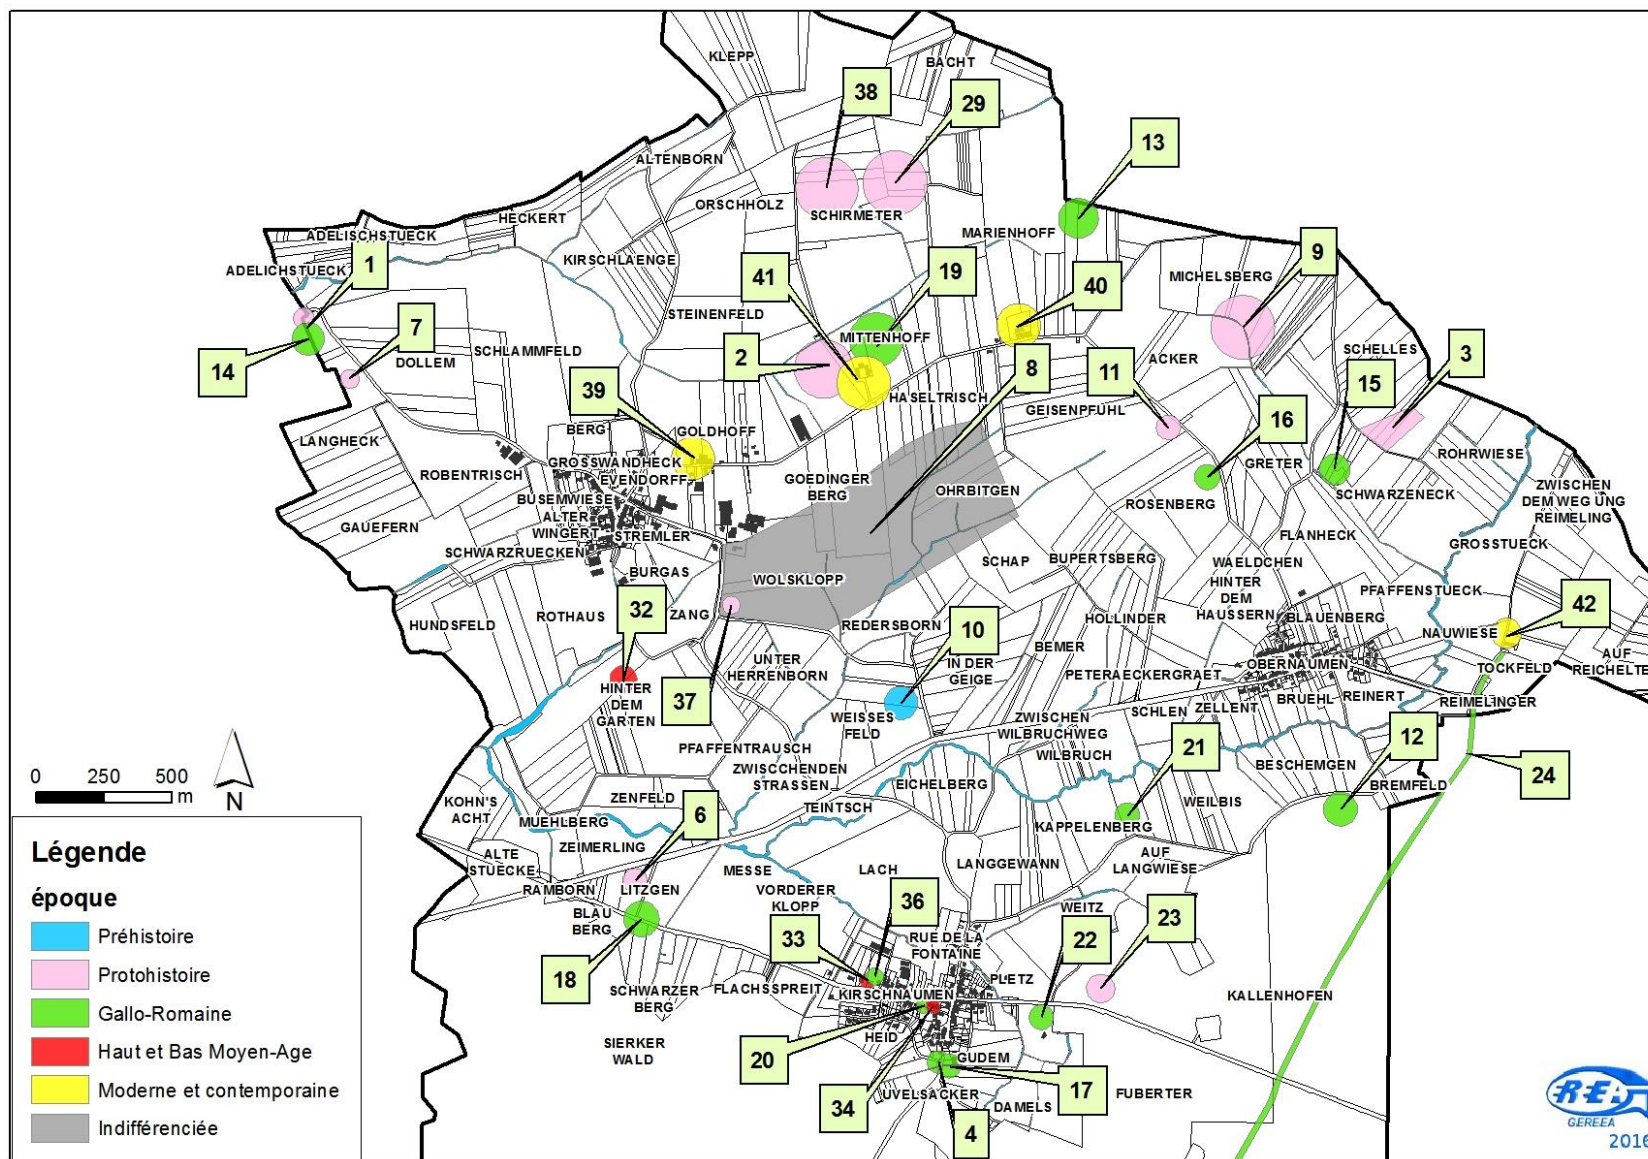 KLEPP
BACHT
38
29
13
ALTENBORN
ORSCHHOLZ
SCHIRMETER
HECKERT
ADELISCHSTUECK
MARIENHOFF
KIRSCHLAENGE
ADELICHSTUECK
1
41
19
40
MICHELSBERG
9
STEINENFELD
MITTENHOFF
7
DOLLEM
SCHLAMMFELD
2
8
11
ACKER
SCHELLES
3
14
15
39
HASELTRISCH
GEISENPFUHL
16
BERG
GOLDHOFF
LANGHECK
ROBENTRISCH
GROSSWANDHECK
EVENDORFF
GOEDINGER
BERG
OHRBITGEN
GRETER
ROHRWIESE
BUSEMWIESE
ROSENBERG
SCHWARZENECK
ZWISCHEN
DEM WEG UNG
REIMELING
GAUEFERN
ALTER
WINGERT
STREMLER
FLANHECK
GROSSTUECK
SCHWARZRUECKEN
BURGAS
WOLSKLOPP
SCHAP
BUPERTSBERG
WAELDCHEN
HINTER
DEM
HAUSSERN
PFAFFENSTUECK
42
32
HUNDSFELD
ROTHAUS
ZANG
REDERSBORN
10
HOLLINDER
BLAUENBERG
NAUWIESE
UNTER
HERRENBORN
IN DER
GEIGE
BEMER
OBERNAUMEN
AUF
REICHELTE
TOCKFELD
PETERAECKERGRAET
HINTER
DEM
GARTEN
37
WEISSES
FELD
SCHLEN
ZELLENT
BRUEHL
REINERT
REIMELINGER
ZWISCHEN
WILBRUCHWEG
WILBRUCH
PFAFFENTRAUSCH
ZWISCCHENDEN
STRASSEN
21
12
24
BESCHEMGEN
BREMFELD
EICHELBERG
TEINTSCH
WEILBIS
0 250 500
m
N
KOHN'S
ACHT
ZENFELD
6
MUEHLBERG
KAPPELENBERG
ZEIMERLING
ALTE
STUECKE
LANGGEWANN
AUF
LANGWIESE
RAMBORN
LITZGEN
MESSE
LACH
VORDERER
KLOPP
36
WEITZ
23
22
BLAU
BERG
33
RUE DE LA
FONTAINE
18
PLETZ
SCHWARZER
BERG
FLACHSSPREIT
KIRSCHNAUMEN
KALLENHOFEN
SIERKER
WALD
HEID
20
GUDEM
17
34
UVELSACKER
DAMELS
FUBERTER
4
Légende
époque
Préhistoire
Protohistoire
Gallo-Romaine
Haut et Bas Moyen-Age
Moderne et contemporaine
Indifférenciée
GEREEA
2016